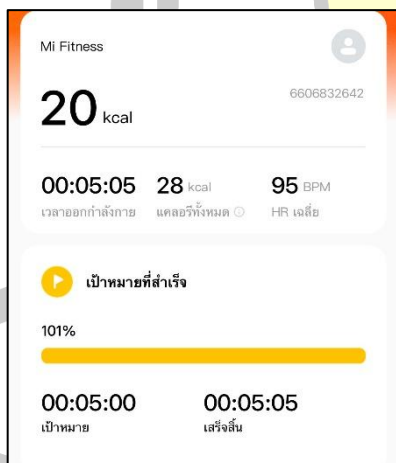 Mi Fitness
20 kcal
6606832642
00:05:05 28 kcal 95 BPM
เวลาออกกำลังกาย แคลอรีทั้งหมด HR เฉลี่ย
เป้าหมายที่สำเร็จ
101%
00:05:00 00:05:05
เป้าหมาย เสร็จสิ้น